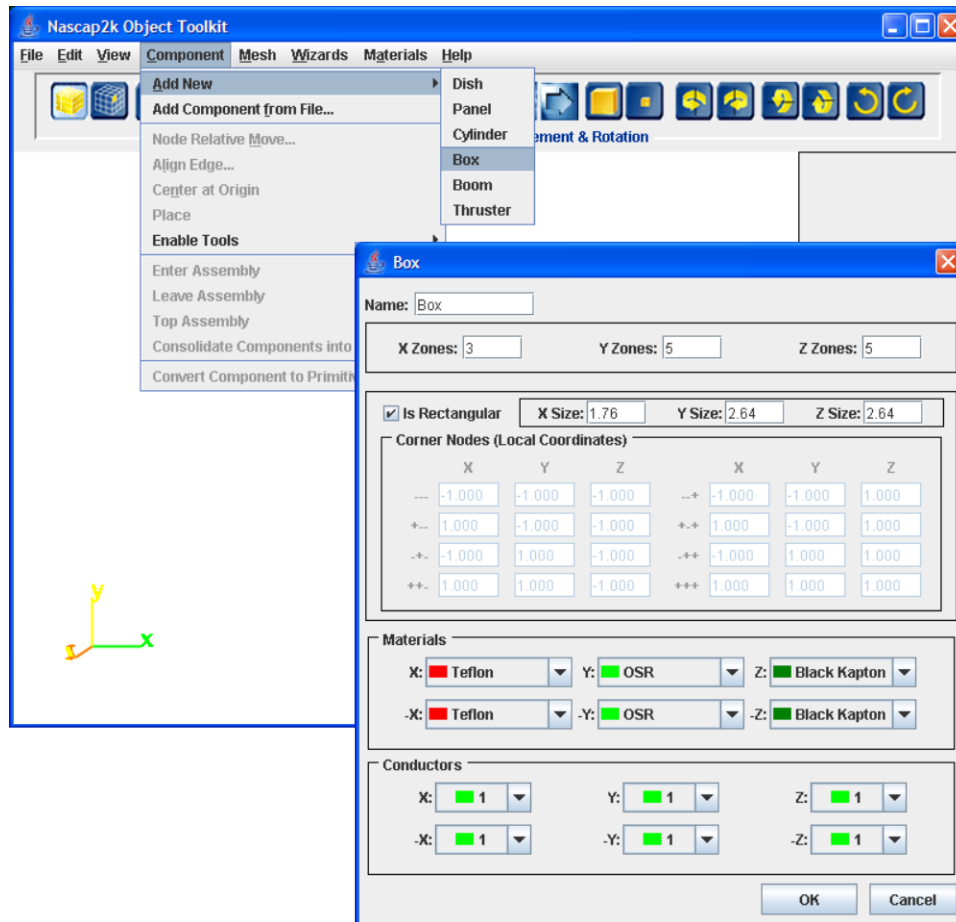 Nascap2k Object Toolkit
File Edit View Component Mesh Wizards Materials Help
Add New
Add Component from File...
Node Relative Move...
Align Edge...
Center at Origin
Place
Enable Tools
Enter Assembly
Leave Assembly
Top Assembly
Consolidate Components into
Convert Component to Primitiv
Dish
Panel
Cylinder
Box
Boom
Thruster
ement & Rotation
y
x
z
Box
Name: Box
X Zones: 3 Y Zones: 5 Z Zones: 5
Is Rectangular X Size: 1.76 Y Size: 2.64 Z Size: 2.64
Corner Nodes (Local Coordinates)
X Y Z X Y Z
--- -1.000 -1.000 -1.000 --+ -1.000 -1.000 1.000
+-- 1.000 -1.000 -1.000 +-+ 1.000 -1.000 1.000
-+- -1.000 1.000 -1.000 -++ -1.000 1.000 1.000
++- 1.000 1.000 -1.000 +++ 1.000 1.000 1.000
Materials
X: Teflon Y: OSR Z: Black Kapton
-X: Teflon -Y: OSR -Z: Black Kapton
Conductors
X: 1 Y: 1 Z: 1
-X: 1 -Y: 1 -Z: 1
OK Cancel